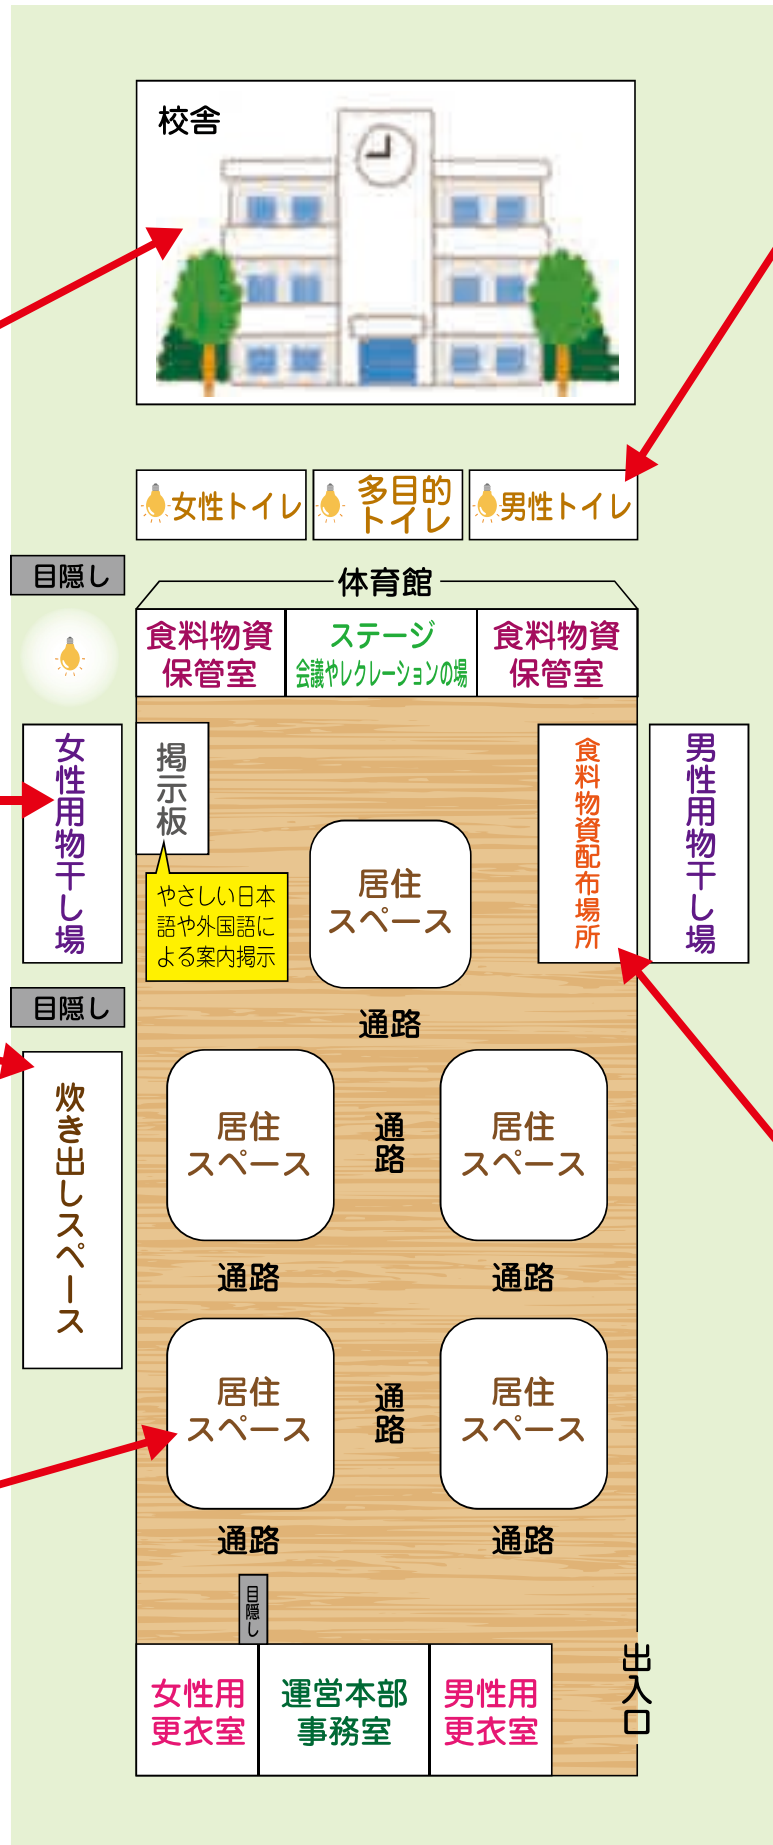 校舎
女性トイレ
多目的
トイレ
男性トイレ
目隠し
体育館
食料物資
保管室
ステージ
会議やレクレーションの場
食料物資
保管室
女性用物干し場
掲示板
やさしい日本
語や外国語に
よる案内掲示
食料物資配布場所
男性用物干し場
居住
スペース
通路
目隠し
炊き出しスペース
居住
スペース
通路
居住
スペース
通路
通路
居住
スペース
通路
居住
スペース
通路
通路
目隠し
女性用
更衣室
運営本部
事務室
男性用
更衣室
出入口